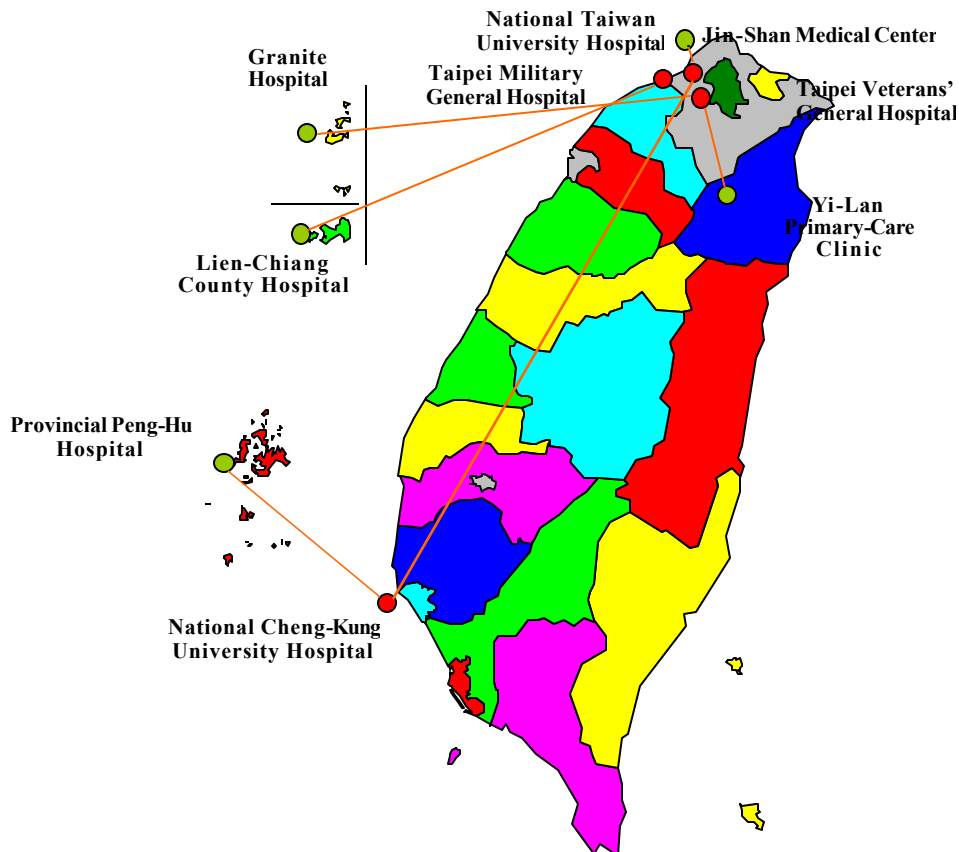 National Taiwan
University Hospital
Jin-Shan Medical Center
Granite
Hospital
Taipei Military
General Hospital
Taipei Veterans'
General Hospital
Yi-Lan
Primary-Care
Clinic
Lien-Chiang
County Hospital
Provincial Peng-Hu
Hospital
National Cheng-Kung
University Hospital